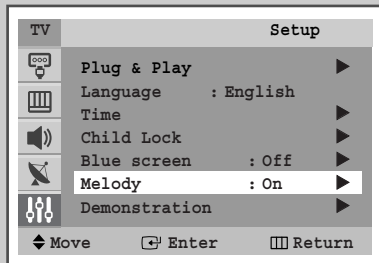 TV Setup
Plug & Play
Language : English
Time
Child Lock
Blue screen : Off
Melody : On
Demonstration
Move Enter Return